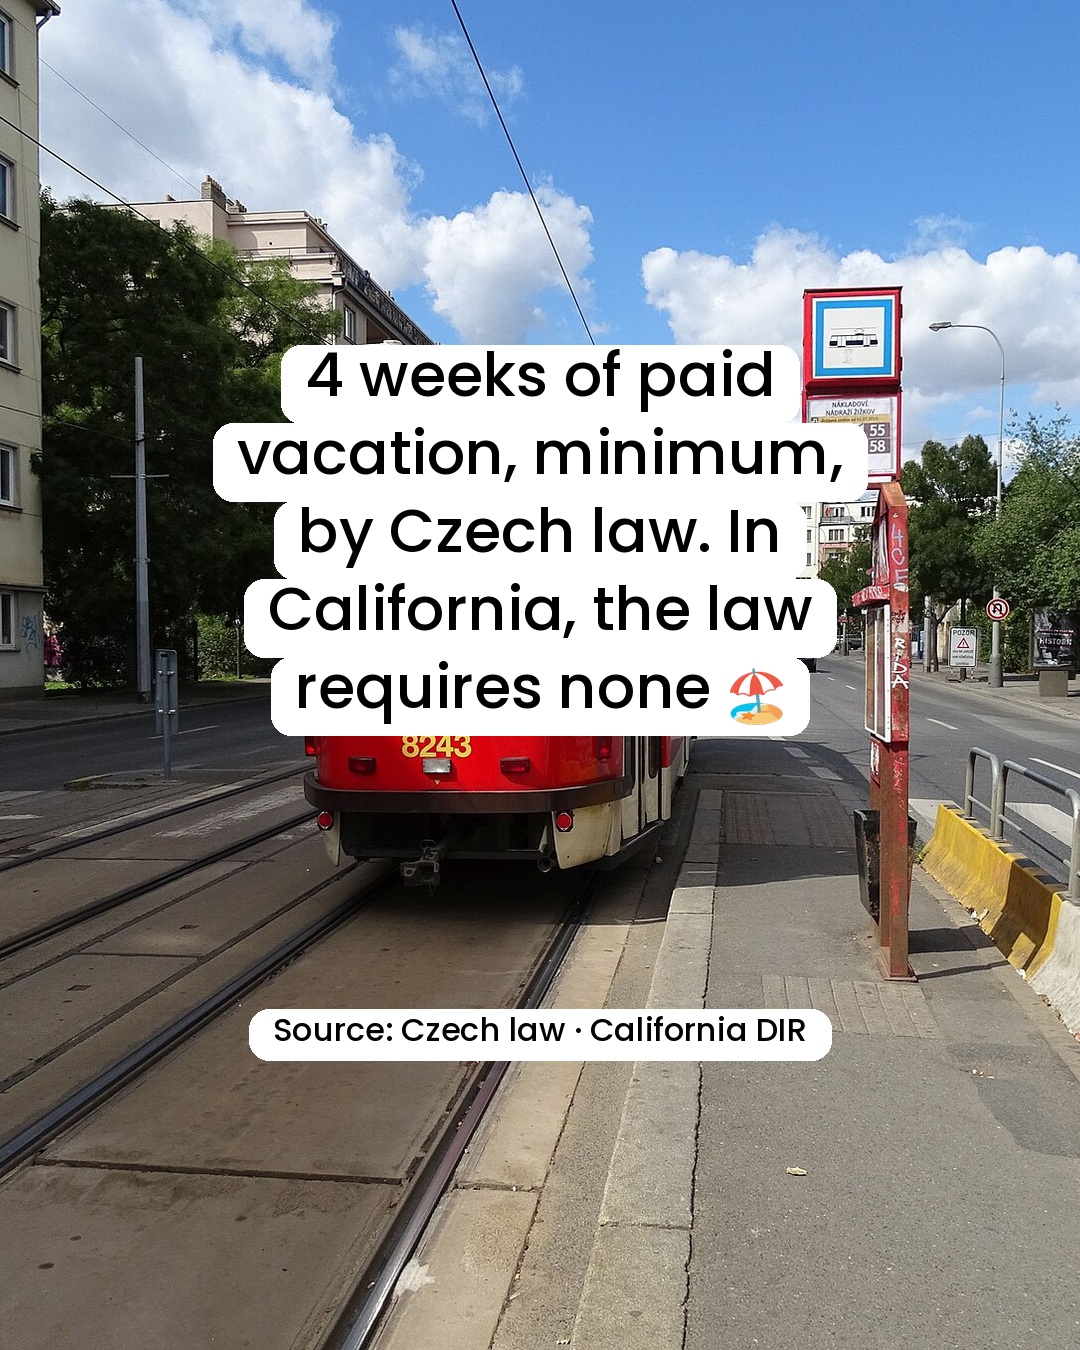 4 weeks of paid
vacation, minimum,
by Czech law. In
California, the law
requires none 🏖️
NÁKLADOVÉ
NÁDRAŽÍ ŽIŽKOV
55
58
POZOR
8243
Source: Czech law · California DIR